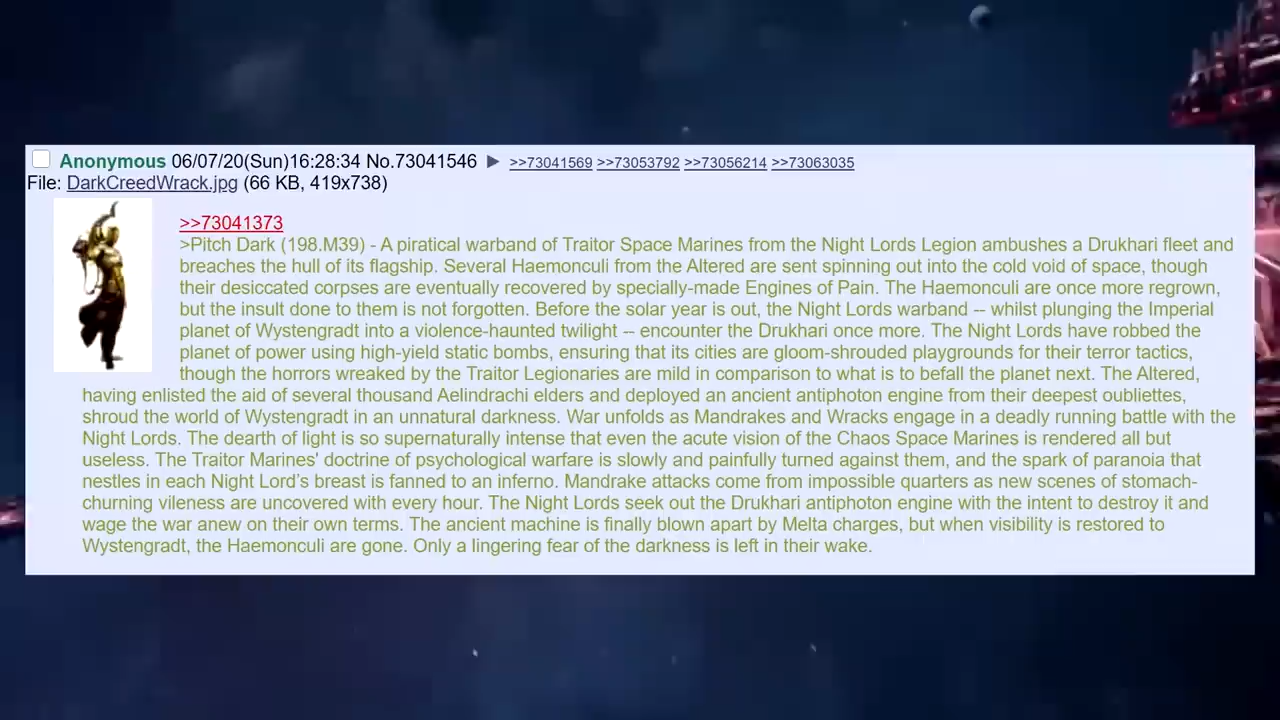 Anonymous 06/07/20(Sun)16:28:34 No.73041546 ▶ >>73041569 >>73053792 >>73056214 >>73063035
File: DarkCreedWrack.jpg (66 KB, 419x738)
>>73041373
>Pitch Dark (198.M39) - A piratical warband of Traitor Space Marines from the Night Lords Legion ambushes a Drukhari fleet and
breaches the hull of its flagship. Several Haemonculi from the Altered are sent spinning out into the cold void of space, though
their desiccated corpses are eventually recovered by specially-made Engines of Pain. The Haemonculi are once more regrown,
but the insult done to them is not forgotten. Before the solar year is out, the Night Lords warband -- whilst plunging the Imperial
planet of Wystengradt into a violence-haunted twilight -- encounter the Drukhari once more. The Night Lords have robbed the
planet of power using high-yield static bombs, ensuring that its cities are gloom-shrouded playgrounds for their terror tactics,
though the horrors wreaked by the Traitor Legionaries are mild in comparison to what is to befall the planet next. The Altered,
having enlisted the aid of several thousand Aelindrachi elders and deployed an ancient antiphoton engine from their deepest oubliettes,
shroud the world of Wystengradt in an unnatural darkness. War unfolds as Mandrakes and Wracks engage in a deadly running battle with the
Night Lords. The dearth of light is so supernaturally intense that even the acute vision of the Chaos Space Marines is rendered all but
useless. The Traitor Marines' doctrine of psychological warfare is slowly and painfully turned against them, and the spark of paranoia that
nestles in each Night Lord's breast is fanned to an inferno. Mandrake attacks come from impossible quarters as new scenes of stomach-
churning vileness are uncovered with every hour. The Night Lords seek out the Drukhari antiphoton engine with the intent to destroy it and
wage the war anew on their own terms. The ancient machine is finally blown apart by Melta charges, but when visibility is restored to
Wystengradt, the Haemonculi are gone. Only a lingering fear of the darkness is left in their wake.